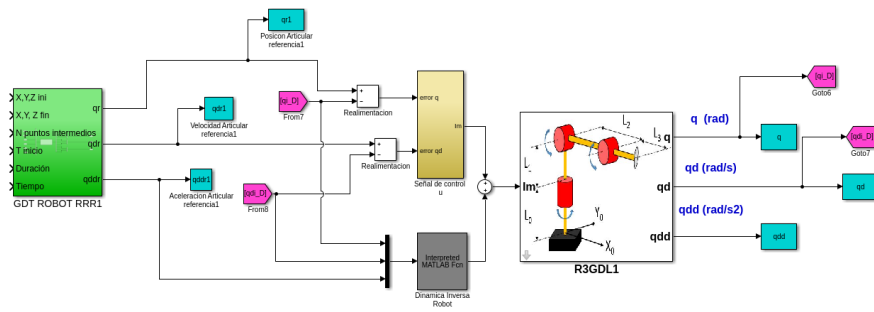 qr1
Posicon Articular
referencia1
X,Y,Z ini
X,Y, Z fin
N puntos intermedios
T inicio
Duración
Tiempo
qr
qdr
qddr
GDT ROBOT RRR1
qdr1
Velocidad Articular
referencia1
qddr1
Aceleracion Articular
referencia1
[qi_D]
From7
[qdi_D]
From8
Realimentacion
Realimentacion
error q
error qd
Im
Señal de control
u
Interpreted
MATLAB Fcn
Dinamica Inversa
Robot
Im
L2
L3
Y0
X0
q
qd
qdd
R3GDL1
q (rad)
qd (rad/s)
qdd (rad/s2)
[qi_D]
Goto6
q
[qdi_D]
Goto7
qd
qdd